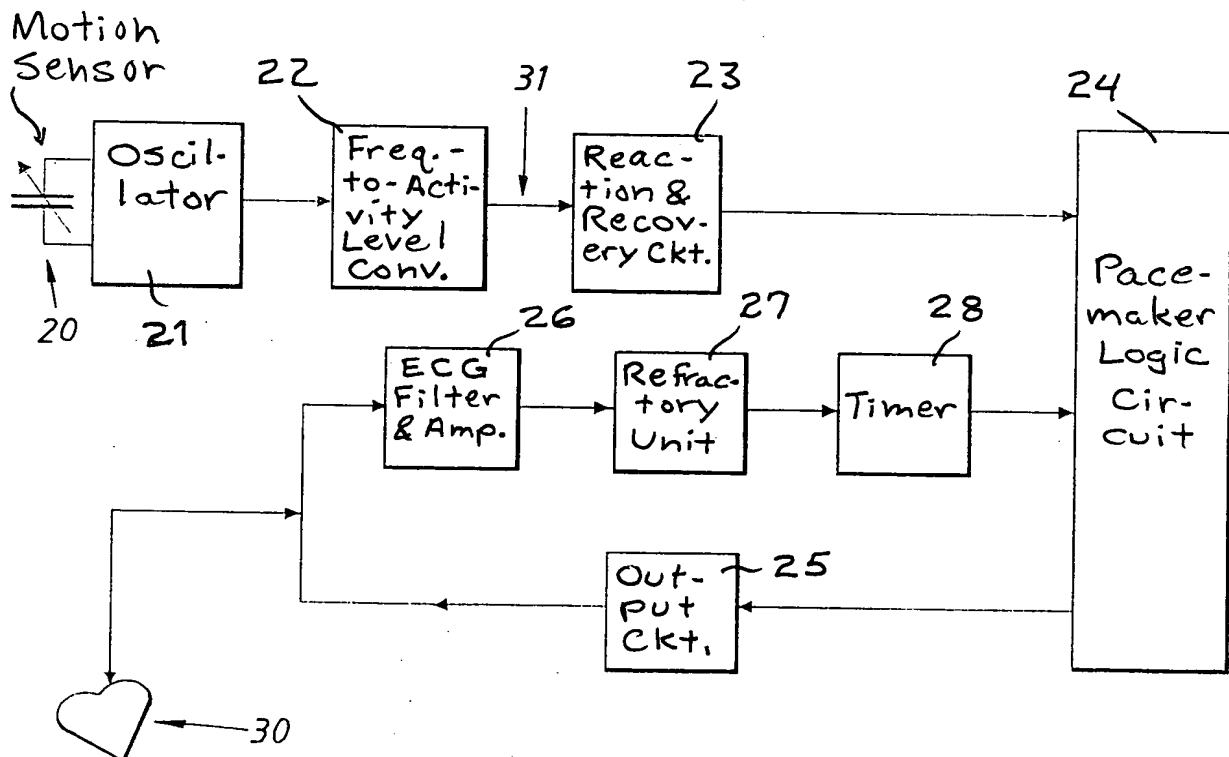 Motion
Sensor
22
31
23
24
Oscil-
lator
Freq.-
to-Acti-
vity
Level
Conv.
Reac-
tion &
Recov-
ery Ckt.
20
21
26
27
28
Pace-
maker
Logic
Cir-
cuit
ECG
Filter
& Amp.
Refrac-
tory
Unit
Timer
Out-
put
Ckt.
25
30